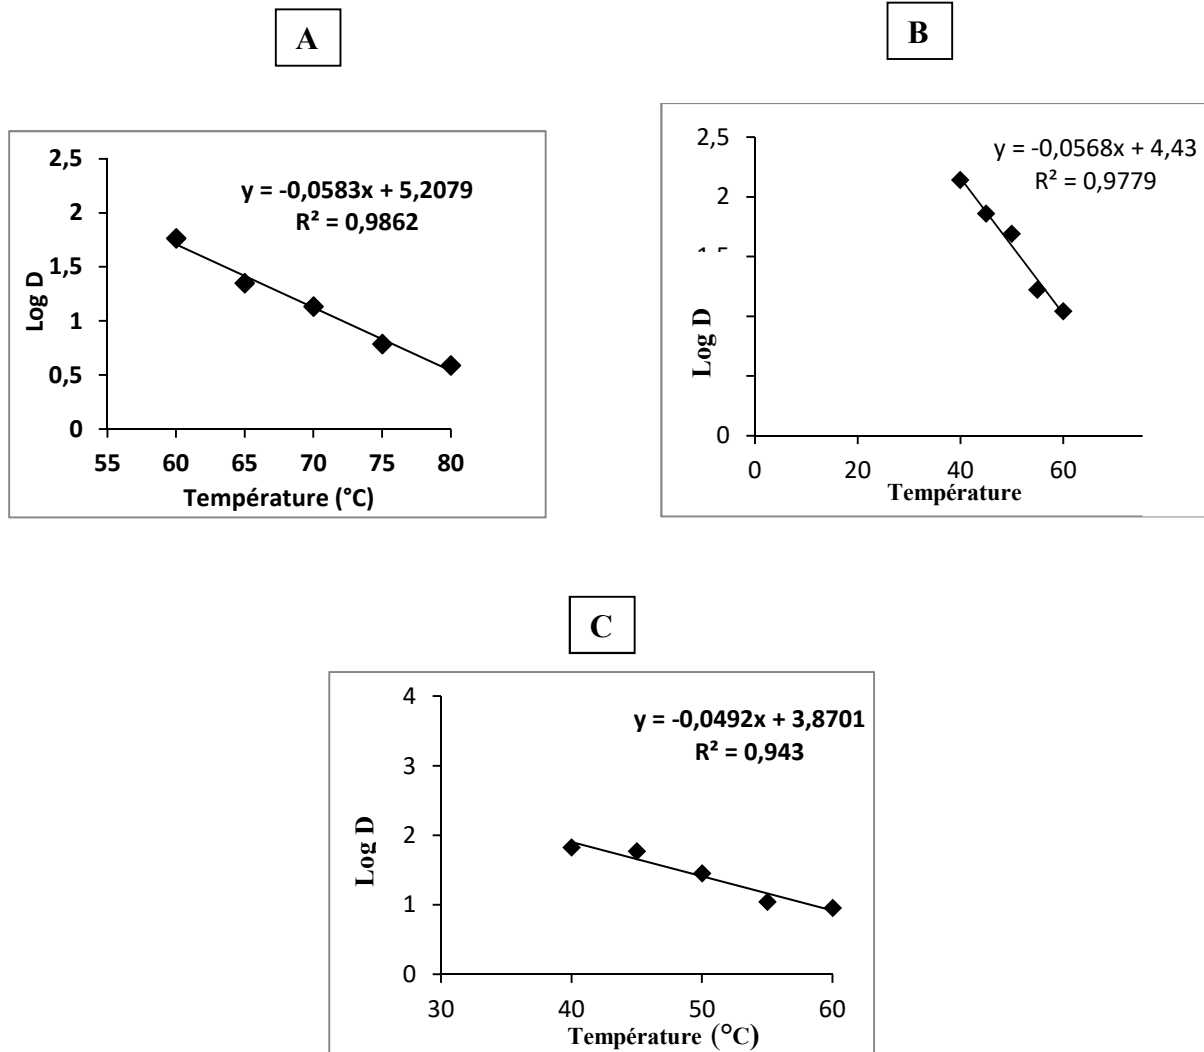 A
B
2,5
2
1,5
1
0,5
0
Log D
y = -0,0583x + 5,2079
R² = 0,9862
55 60 65 70 75 80
Température (°C)
2,5
2
0
Log D
y = -0,0568x + 4,43
R² = 0,9779
0 20 40 60
Température
C
4
3
2
1
0
Log D
y = -0,0492x + 3,8701
R² = 0,943
30 40 50 60
Température (°C)